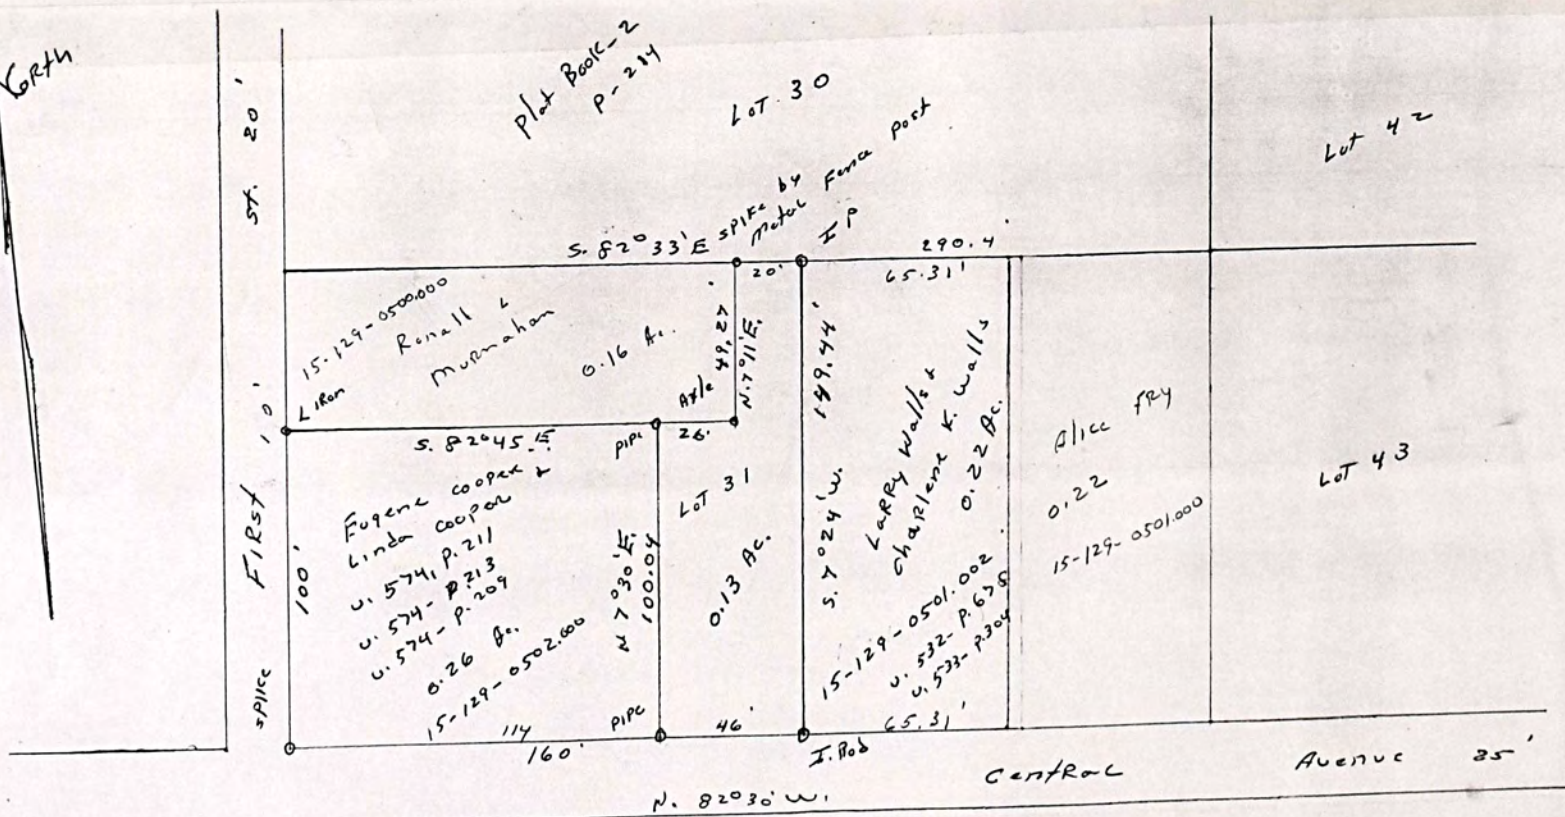 North
Plat Book-2
P-214
Lot 30
Lot 42
St. 20'
Spike by
Metal Fence Post
S. 82°33'E
20'
I P
290.4'
65.31'
15-129-0500.000
Ronall L
Murnahan
0.16 Ac.
49.27'
N.7°11'E.
Axle
L Iron
10'
S. 82°45'E
Pipe
26.
First
100'
Eugene Cooper &
Linda Cooper
v. 574, P.211
v. 574- P.213
v. 574- P.209
0.26 Ac.
15-129-0502.000
N 7°30'E.
100.04
Lot 31
0.13 Ac.
149.44'
S. 7°24'W.
Larry Walls &
Charlene K. Walls
0.22 Ac.
15-129-0501.002
v. 532- P.678
v. 533- P.304
Alice Fry
0.22
15-129-0501.000
Lot 43
114
160'
Pipe
46'
65.31'
I. Rod
Central Avenue 35'
N. 82°30'W.